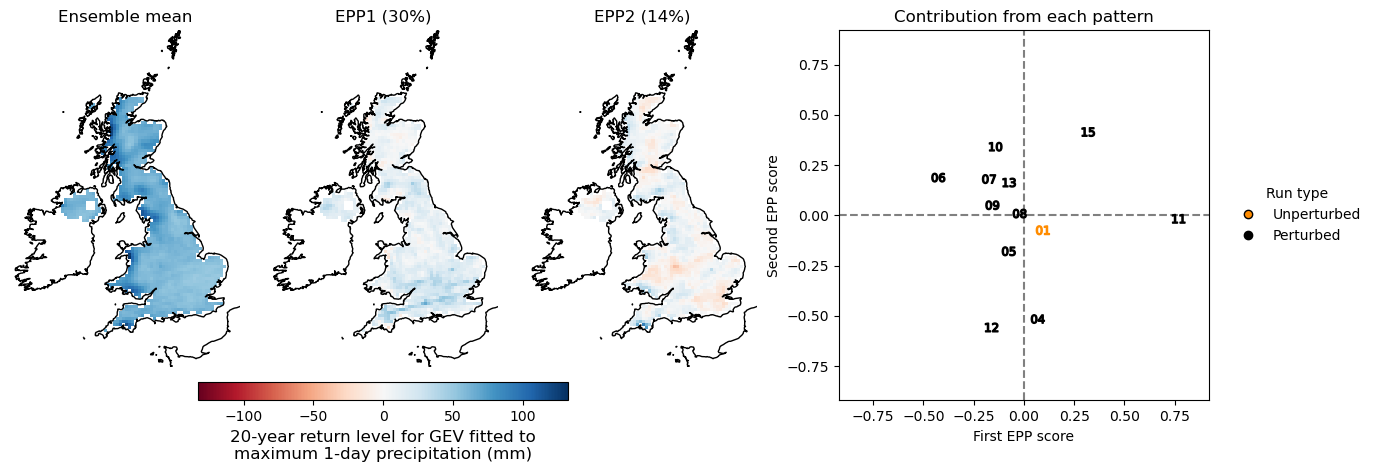 Ensemble mean
EPP1 (30%)
EPP2 (14%)
Contribution from each pattern
0.75
0.50
0.25
0.00
−0.25
−0.50
−0.75
Second EPP score
15
10
06
07
13
09
08
11
01
05
04
12
−0.75
−0.50
−0.25
0.00
0.25
0.50
0.75
First EPP score
Run type
Unperturbed
Perturbed
−100
−50
0
50
100
20-year return level for GEV fitted to
maximum 1-day precipitation (mm)